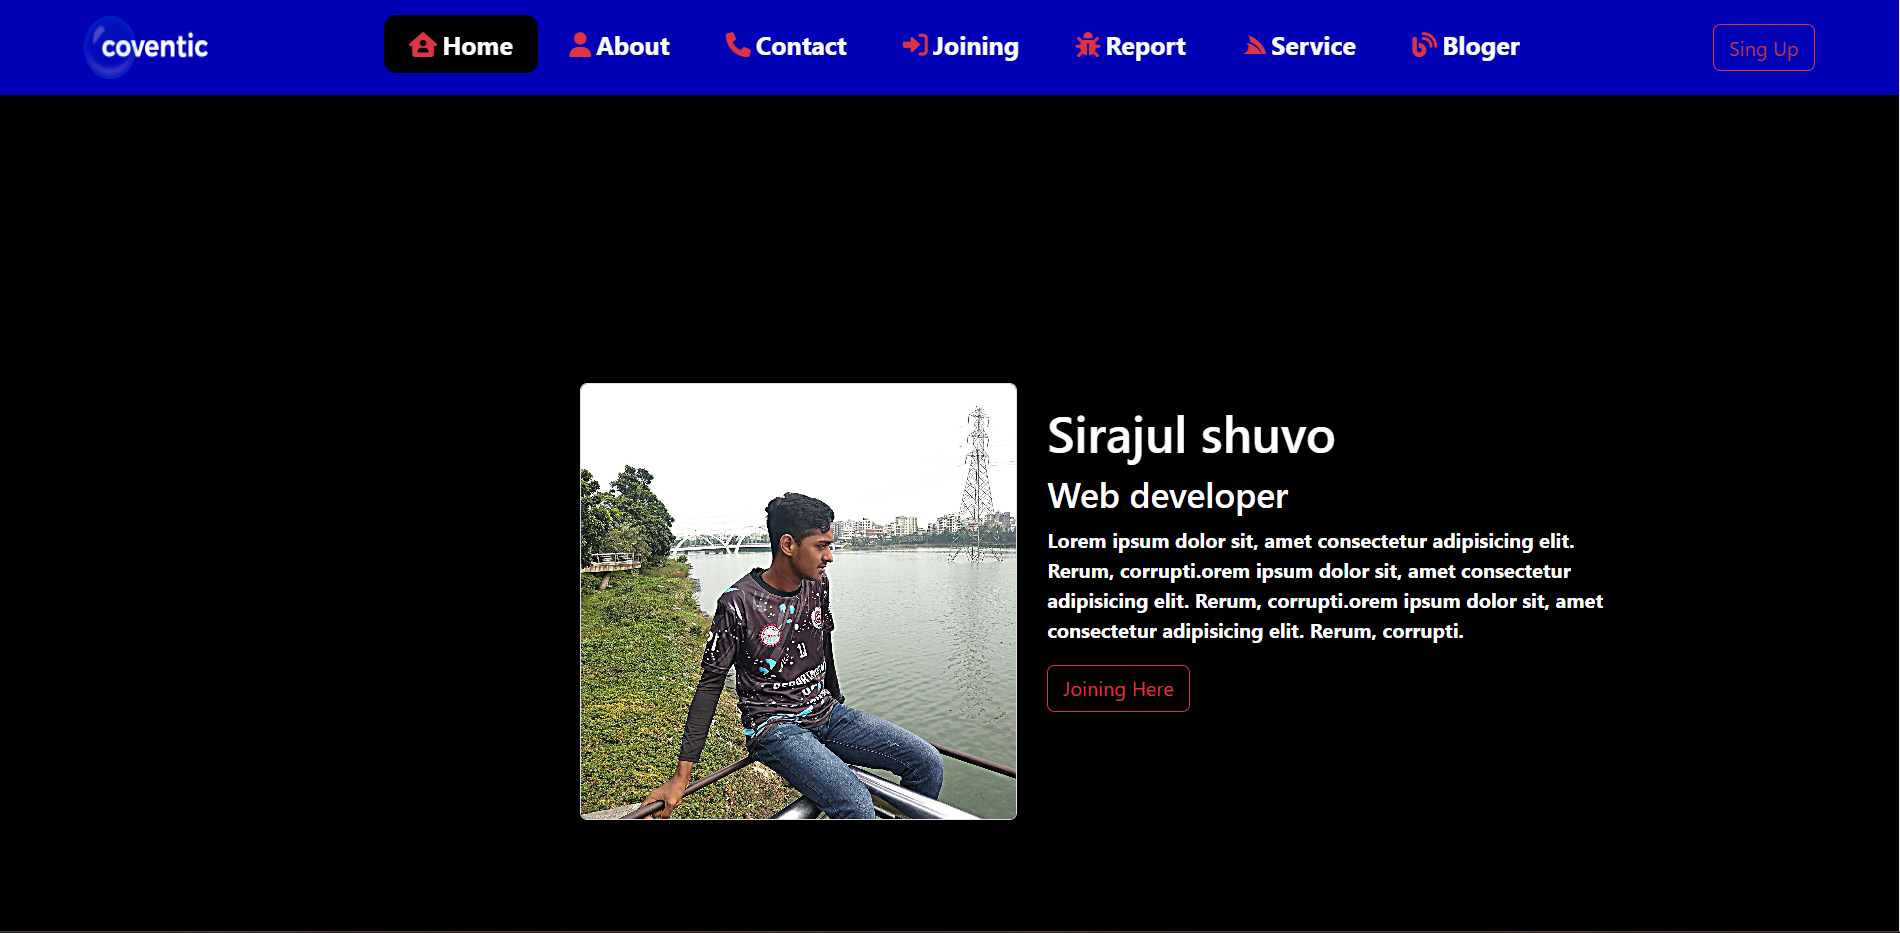 coventic
Home
About
Contact
Joining
Report
Service
Bloger
Sing Up
Sirajul shuvo
Web developer
Lorem ipsum dolor sit, amet consectetur adipisicing elit.
Rerum, corrupti.orem ipsum dolor sit, amet consectetur
adipisicing elit. Rerum, corrupti.orem ipsum dolor sit, amet
consectetur adipisicing elit. Rerum, corrupti.
Joining Here
11